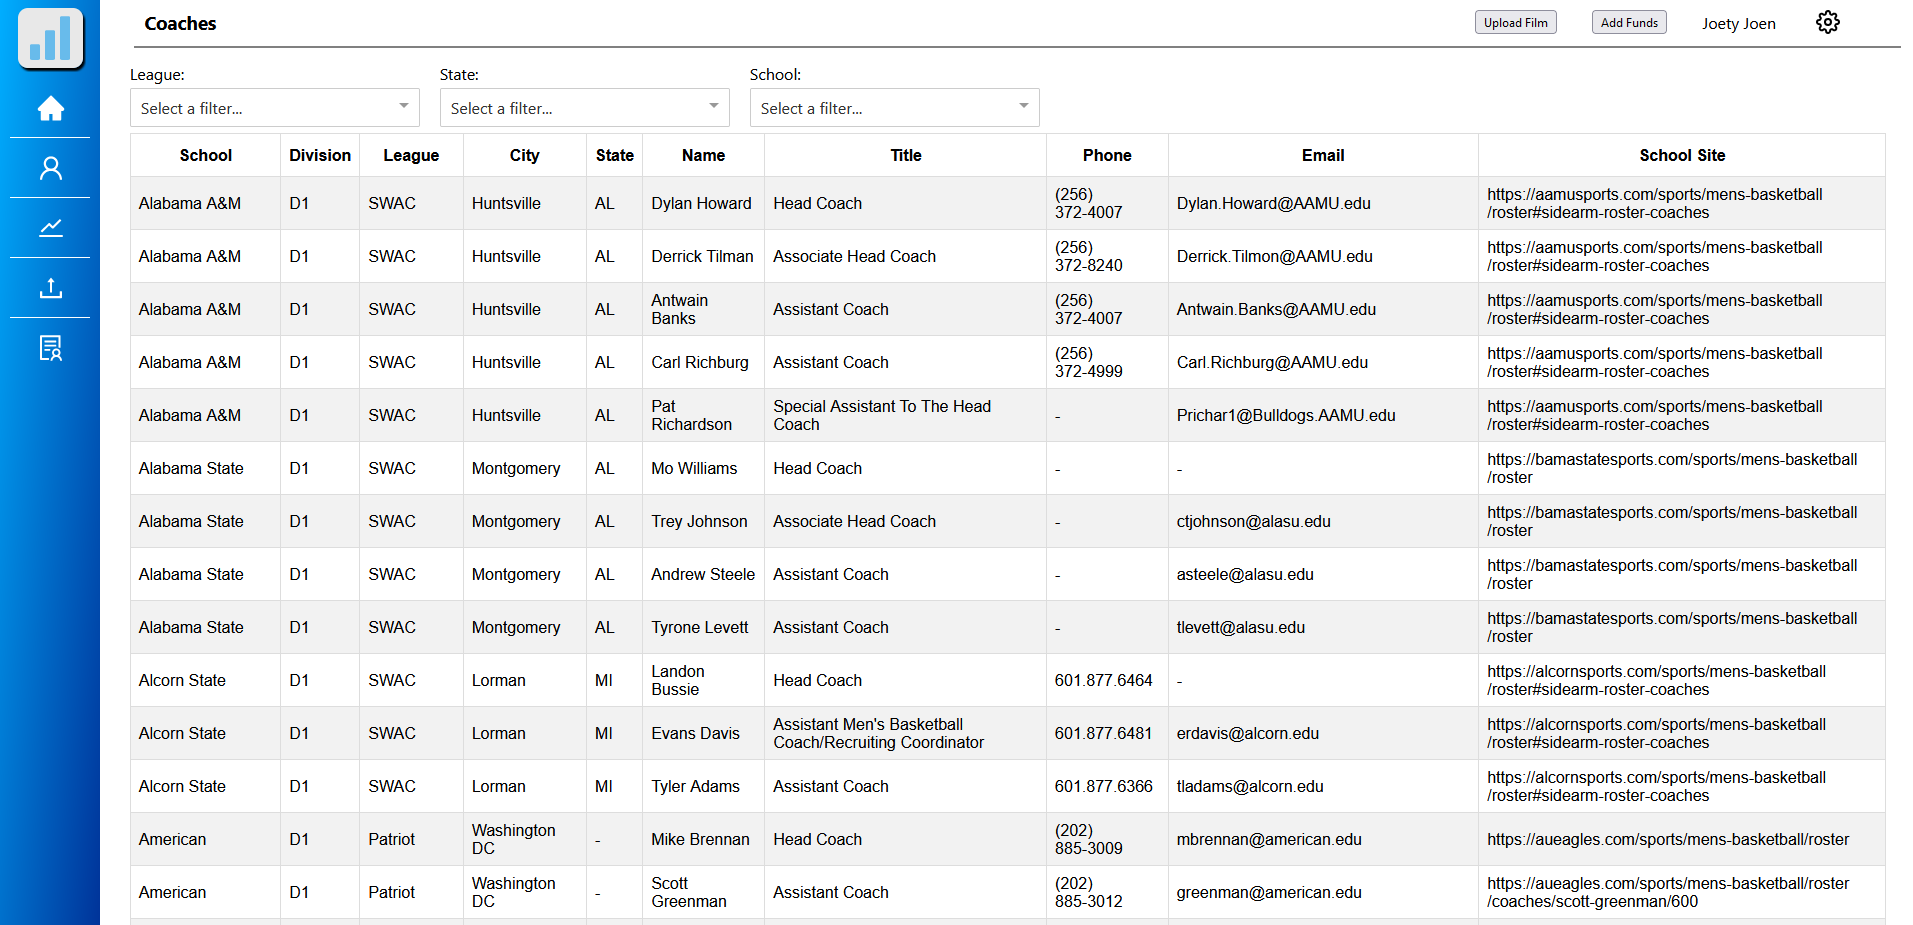 Coaches
Upload Film
Add Funds
Joety Joen
League:
State:
School:
Select a filter...
Select a filter...
Select a filter...
School Division League City State Name Title Phone Email School Site
Alabama A&M D1 SWAC Huntsville AL Dylan Howard Head Coach (256) 372-4007 Dylan.Howard@AAMU.edu https://aamusports.com/sports/mens-basketball/roster#sidearm-roster-coaches
Alabama A&M D1 SWAC Huntsville AL Derrick Tilman Associate Head Coach (256) 372-8240 Derrick.Tilmon@AAMU.edu https://aamusports.com/sports/mens-basketball/roster#sidearm-roster-coaches
Alabama A&M D1 SWAC Huntsville AL Antwain Banks Assistant Coach (256) 372-4007 Antwain.Banks@AAMU.edu https://aamusports.com/sports/mens-basketball/roster#sidearm-roster-coaches
Alabama A&M D1 SWAC Huntsville AL Carl Richburg Assistant Coach (256) 372-4999 Carl.Richburg@AAMU.edu https://aamusports.com/sports/mens-basketball/roster#sidearm-roster-coaches
Alabama A&M D1 SWAC Huntsville AL Pat Richardson Special Assistant To The Head Coach - Prichar1@Bulldogs.AAMU.edu https://aamusports.com/sports/mens-basketball/roster#sidearm-roster-coaches
Alabama State D1 SWAC Montgomery AL Mo Williams Head Coach - - https://bamastatesports.com/sports/mens-basketball/roster
Alabama State D1 SWAC Montgomery AL Trey Johnson Associate Head Coach - ctjohnson@alasu.edu https://bamastatesports.com/sports/mens-basketball/roster
Alabama State D1 SWAC Montgomery AL Andrew Steele Assistant Coach - asteele@alasu.edu https://bamastatesports.com/sports/mens-basketball/roster
Alabama State D1 SWAC Montgomery AL Tyrone Levett Assistant Coach - tlevett@alasu.edu https://bamastatesports.com/sports/mens-basketball/roster
Alcorn State D1 SWAC Lorman MI Landon Bussie Head Coach 601.877.6464 - https://alcornsports.com/sports/mens-basketball/roster#sidearm-roster-coaches
Alcorn State D1 SWAC Lorman MI Evans Davis Assistant Men's Basketball Coach/Recruiting Coordinator 601.877.6481 erdavis@alcorn.edu https://alcornsports.com/sports/mens-basketball/roster#sidearm-roster-coaches
Alcorn State D1 SWAC Lorman MI Tyler Adams Assistant Coach 601.877.6366 tladams@alcorn.edu https://alcornsports.com/sports/mens-basketball/roster#sidearm-roster-coaches
American D1 Patriot Washington DC - Mike Brennan Head Coach (202) 885-3009 mbrennan@american.edu https://aueagles.com/sports/mens-basketball/roster
American D1 Patriot Washington DC - Scott Greenman Assistant Coach (202) 885-3012 greenman@american.edu https://aueagles.com/sports/mens-basketball/roster/coaches/scott-greenman/600